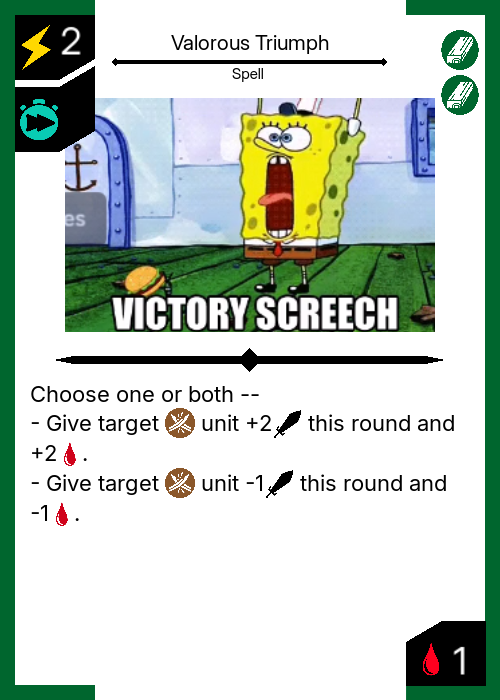 2
Valorous Triumph
Spell
es
VICTORY SCREECH
Choose one or both --
- Give target unit +2 this round and
+2.
- Give target unit -1 this round and
-1.
1